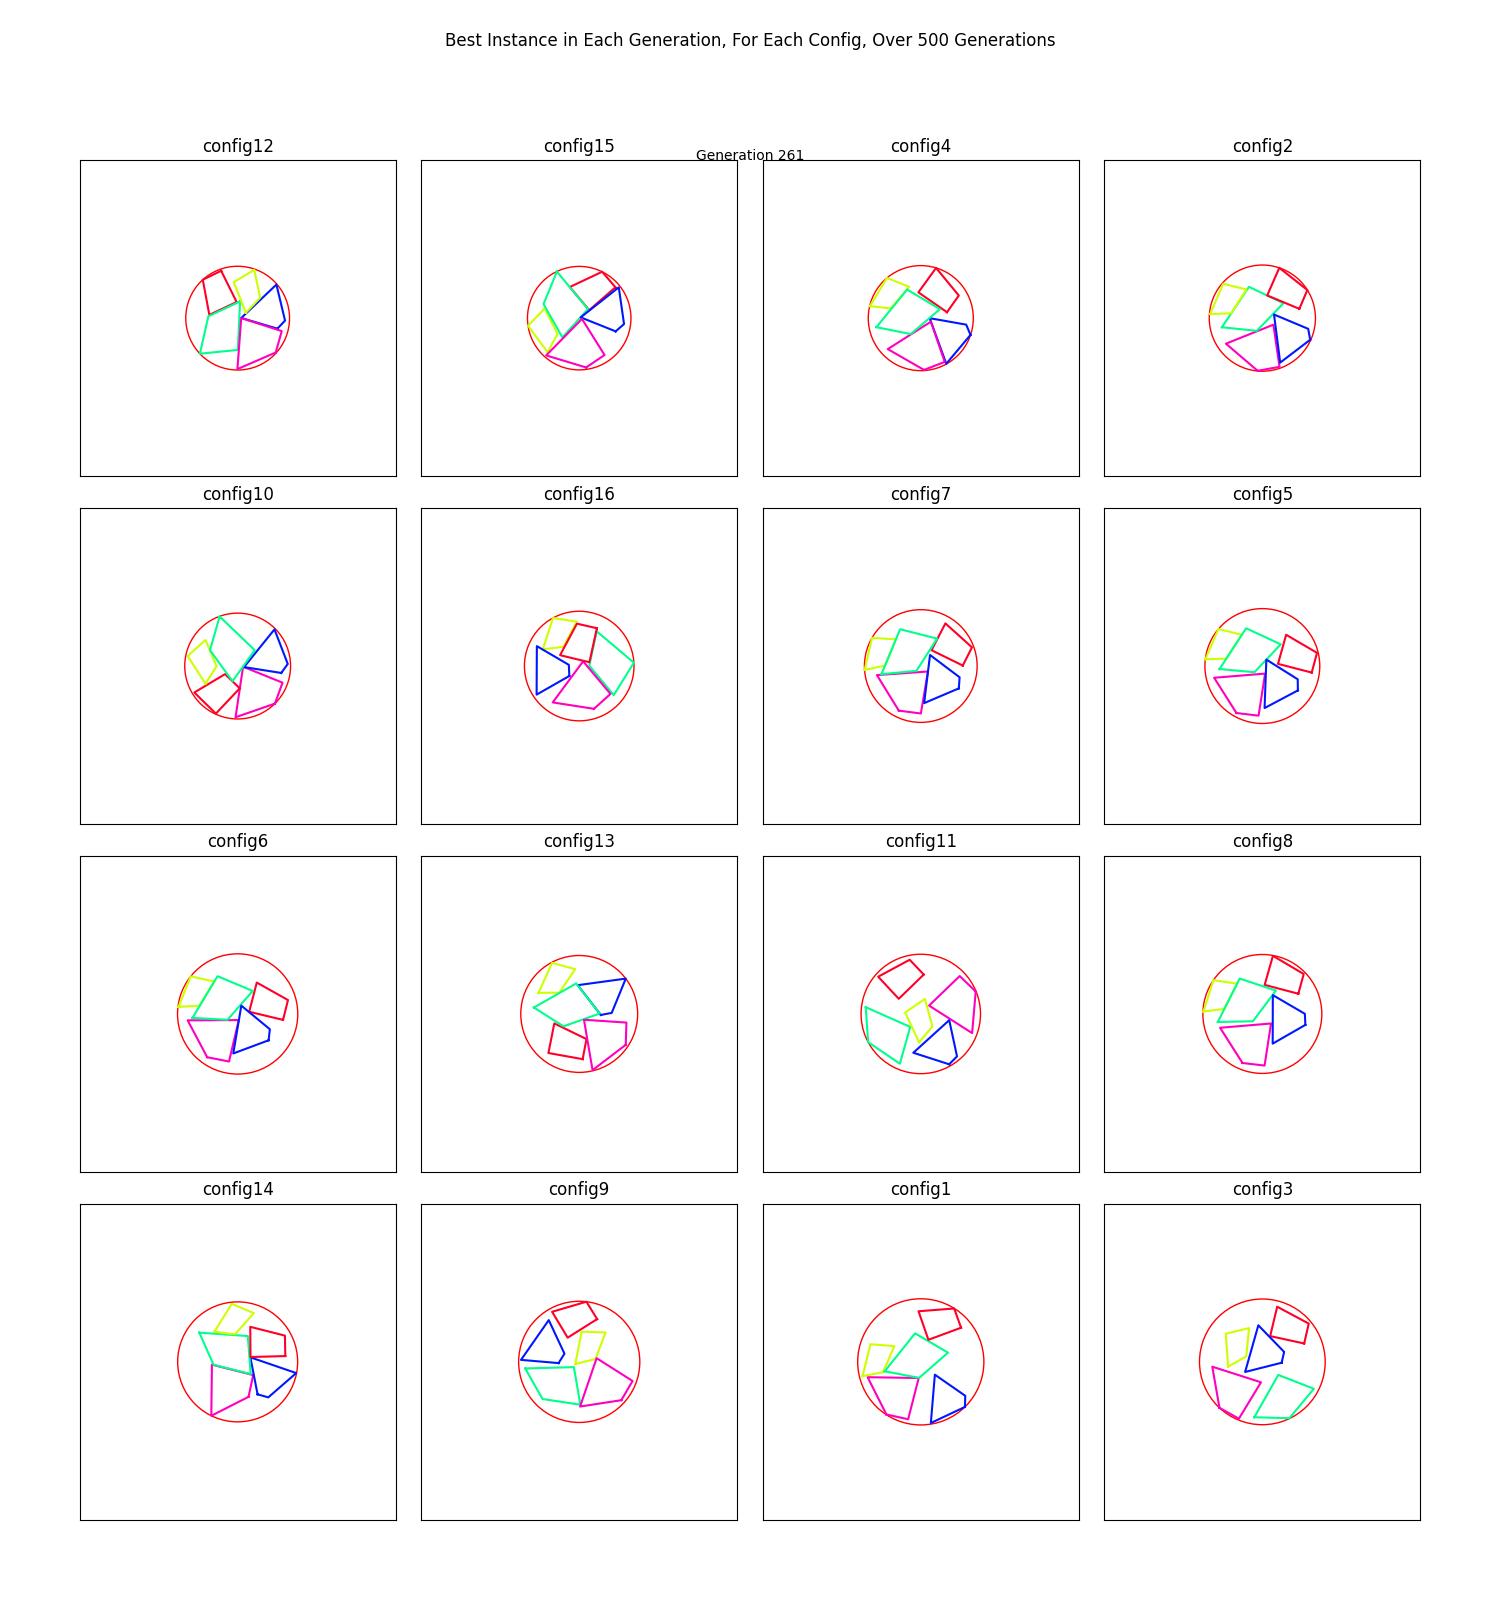 Best Instance in Each Generation, For Each Config, Over 500 Generations
config12
config15
config4
config2
Generation 261
config10
config16
config7
config5
config6
config13
config11
config8
config14
config9
config1
config3